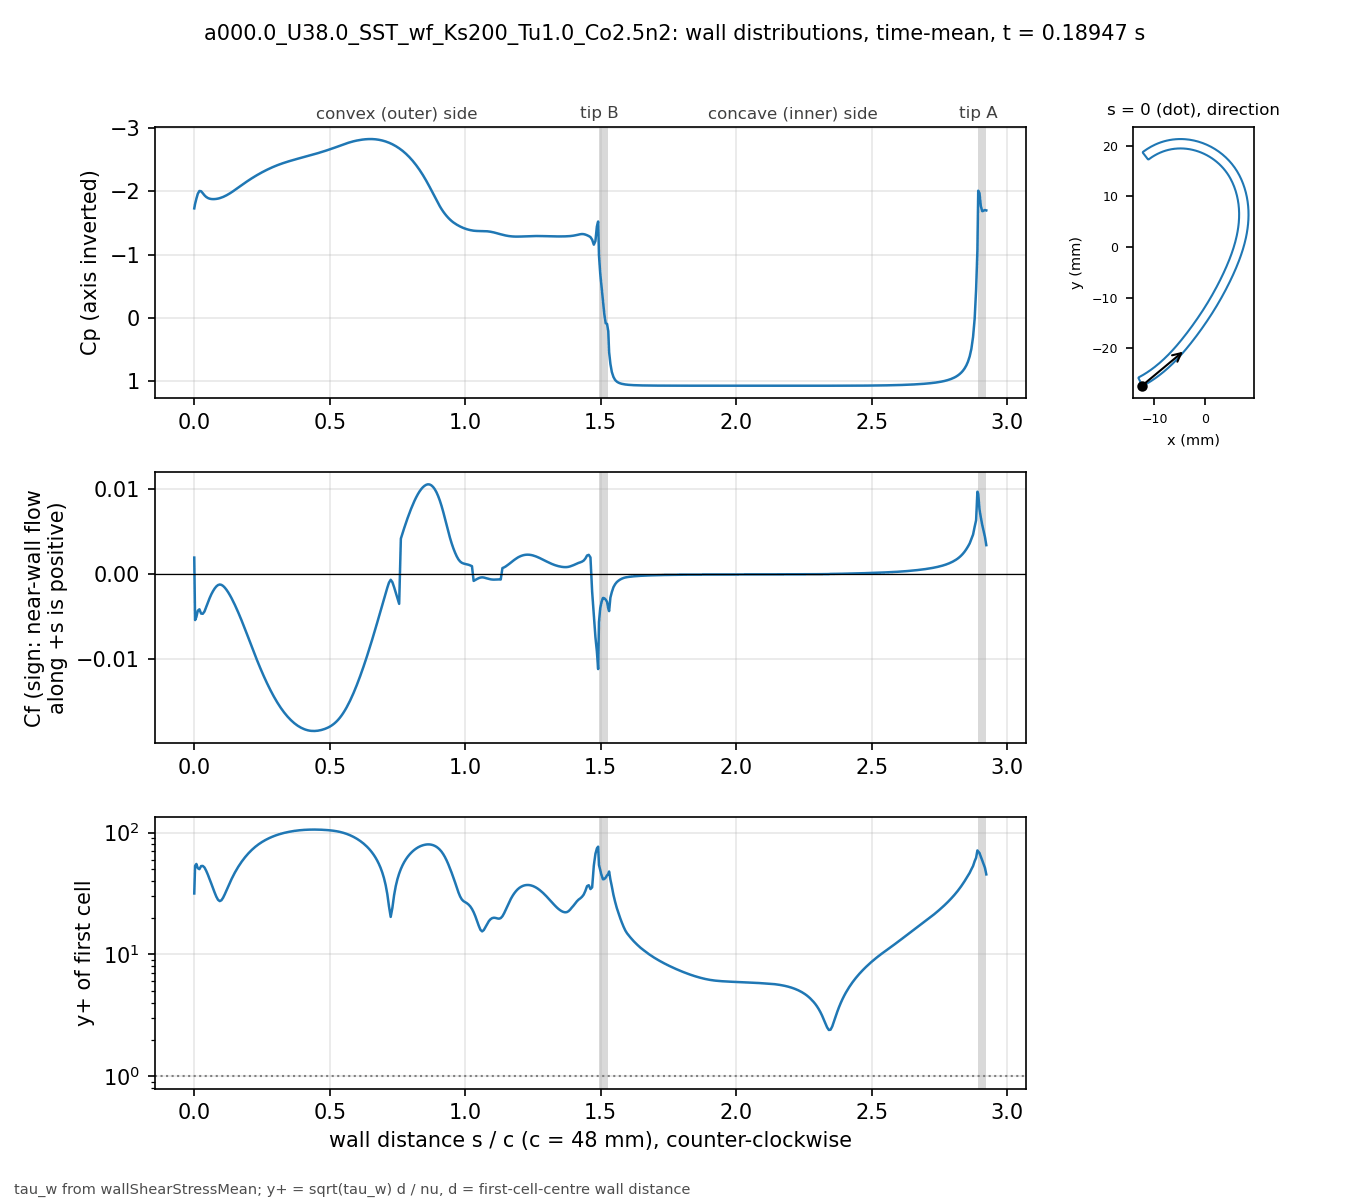 a000.0_U38.0_SST_wf_Ks200_Tu1.0_Co2.5n2: wall distributions, time-mean, t = 0.18947 s
convex (outer) side
tip B
concave (inner) side
tip A
Cp (axis inverted)
−3
−2
−1
0
1
0.0
0.5
1.0
1.5
2.0
2.5
3.0
s = 0 (dot), direction
y (mm)
20
10
0
−10
−20
−10
0
x (mm)
Cf (sign: near-wall flow
along +s is positive)
0.01
0.00
−0.01
0.0
0.5
1.0
1.5
2.0
2.5
3.0
y+ of first cell
10²
10¹
10⁰
0.0
0.5
1.0
1.5
2.0
2.5
3.0
wall distance s / c (c = 48 mm), counter-clockwise
tau_w from wallShearStressMean; y+ = sqrt(tau_w) d / nu, d = first-cell-centre wall distance